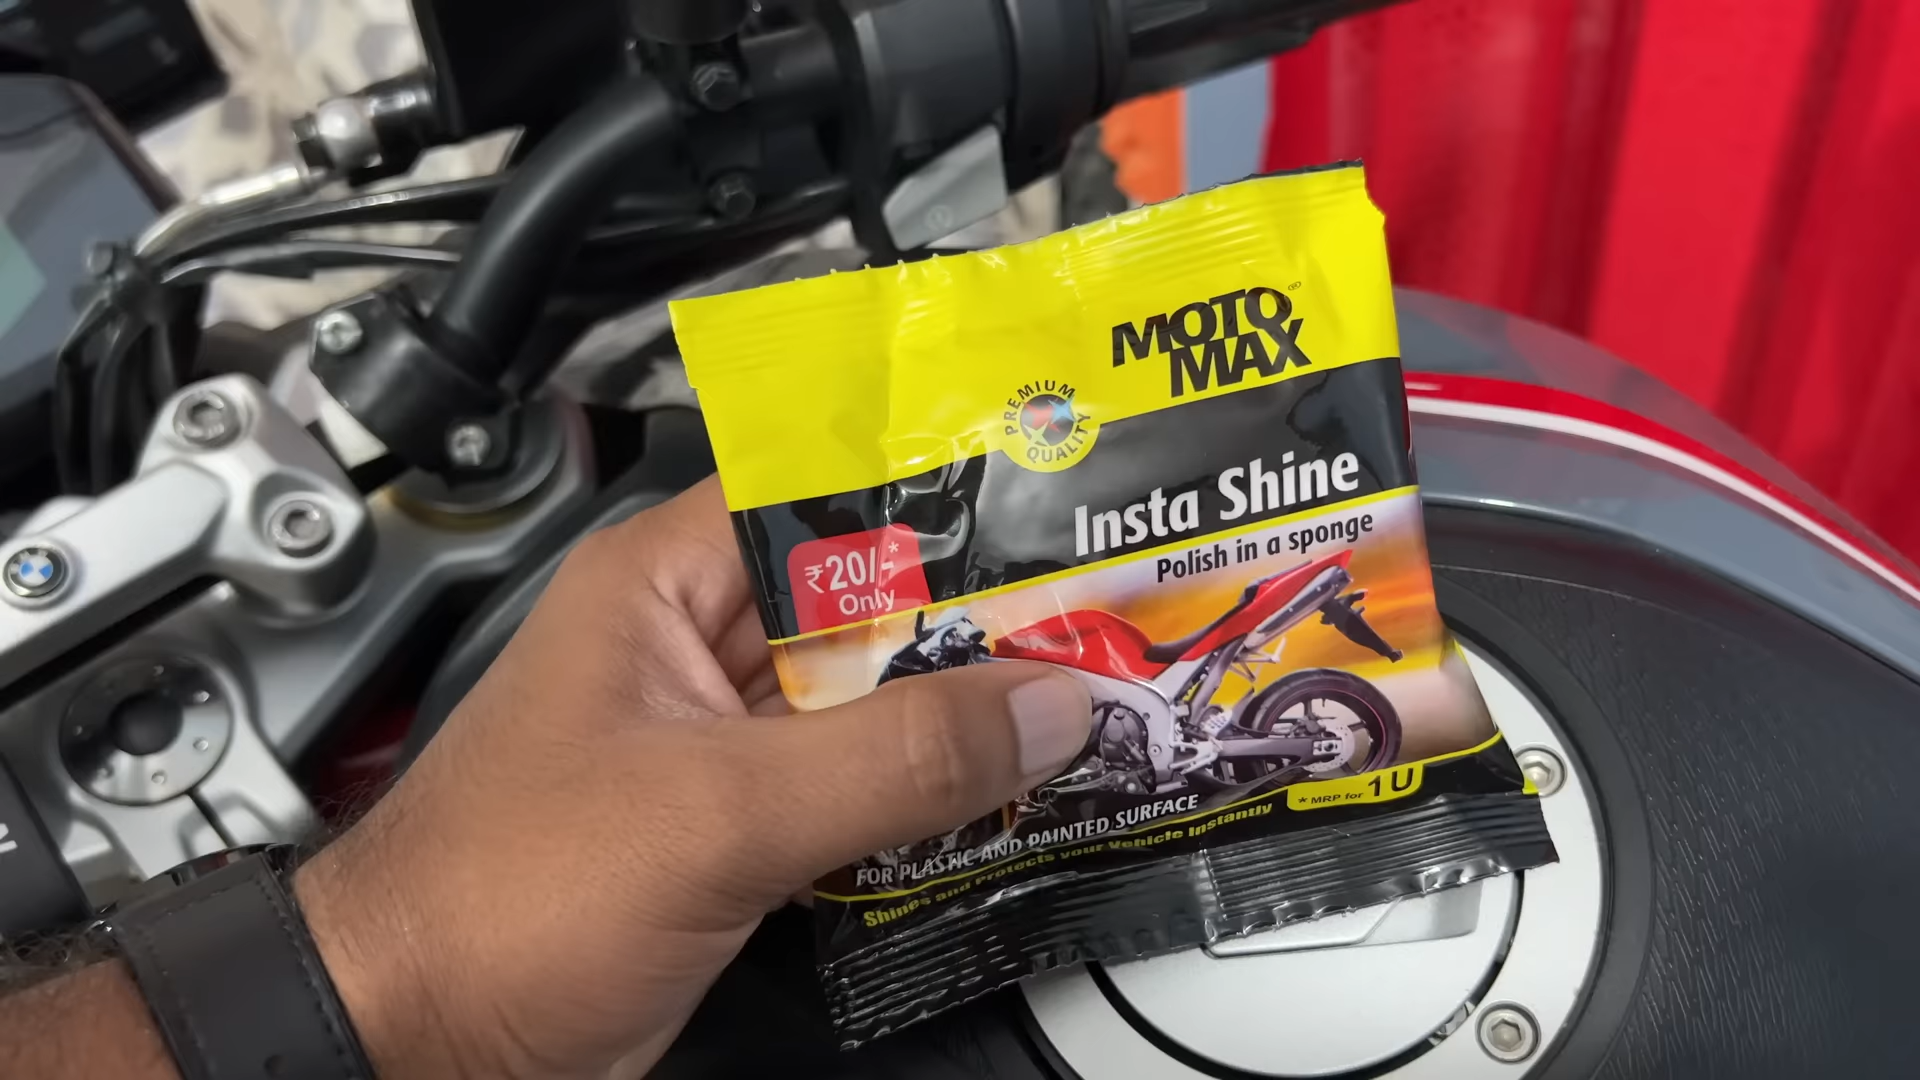 MOTO
MAX®
PREMIUM
QUALITY
Insta Shine
Polish in a sponge
₹20/-*
Only
* MRP for 1 U
FOR PLASTIC AND PAINTED SURFACE
Shines and Protects your Vehicle Instantly